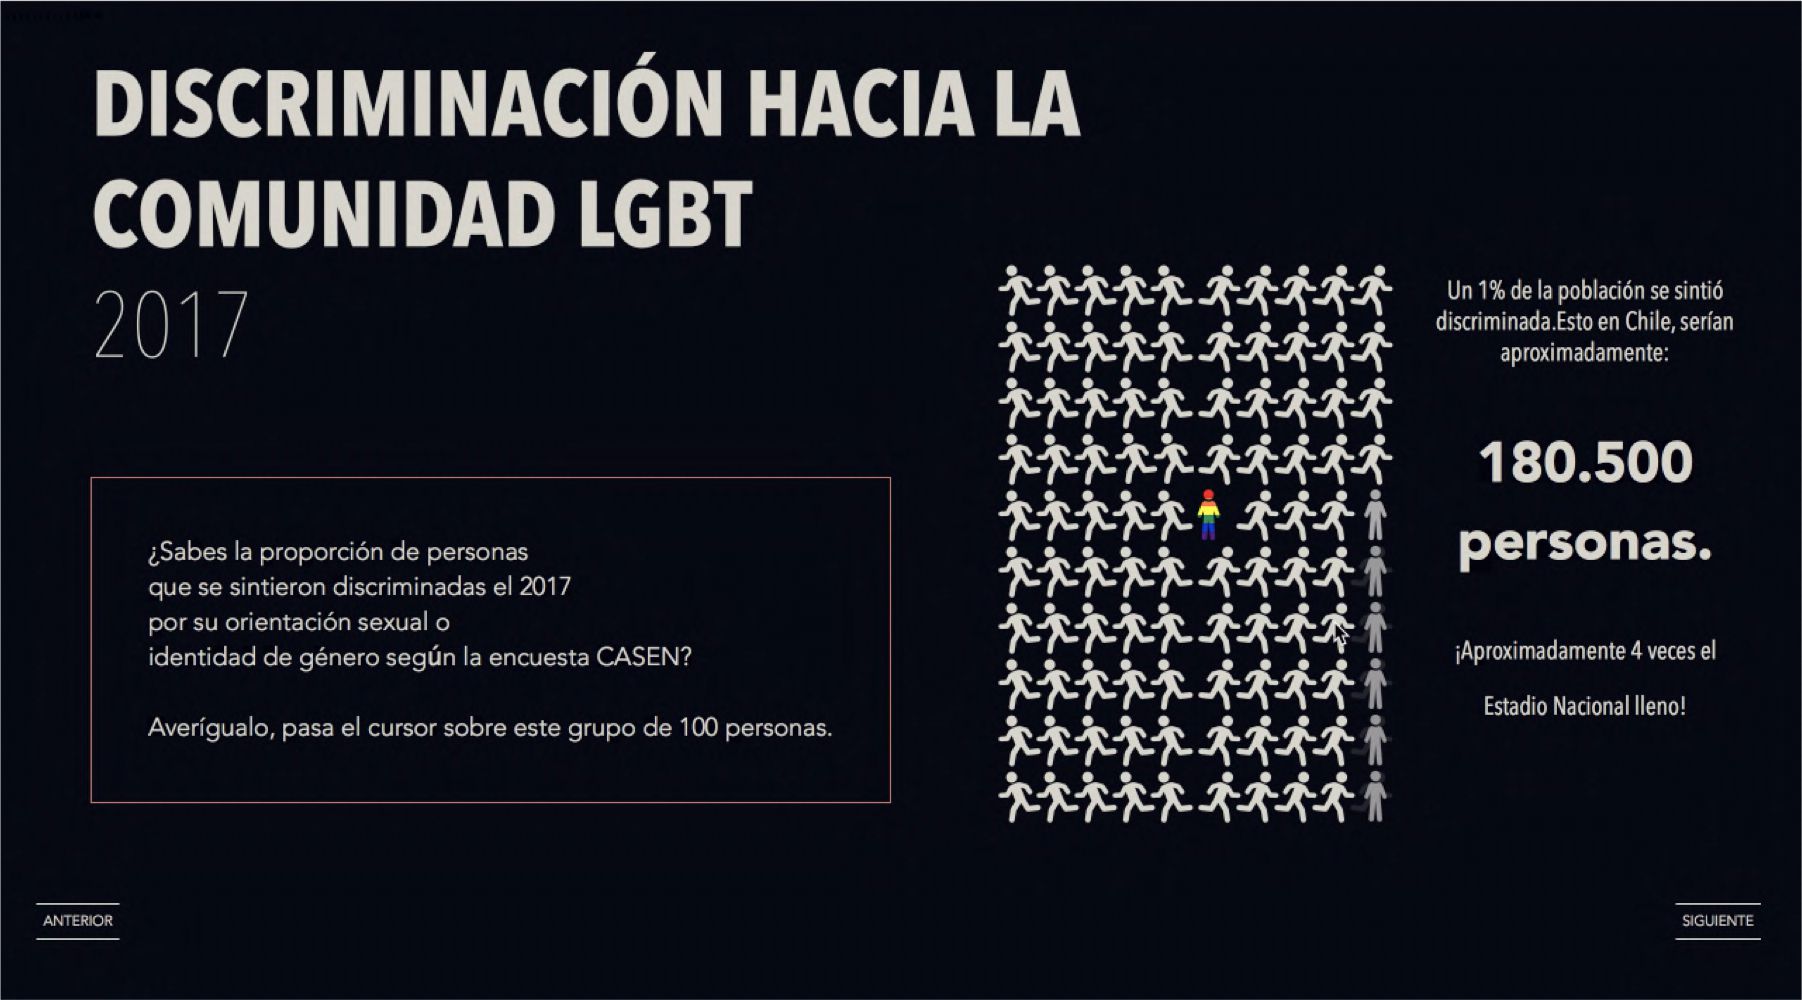 DISCRIMINACIÓN HACIA LA
COMUNIDAD LGBT
2017
¿Sabes la proporción de personas
que se sintieron discriminadas el 2017
por su orientación sexual o
identidad de género según la encuesta CASEN?
Averígualo, pasa el cursor sobre este grupo de 100 personas.
Un 1% de la población se sintió
discriminada.Esto en Chile, serían
aproximadamente:
180.500
personas.
¡Aproximadamente 4 veces el
Estadio Nacional lleno!
ANTERIOR
SIGUIENTE